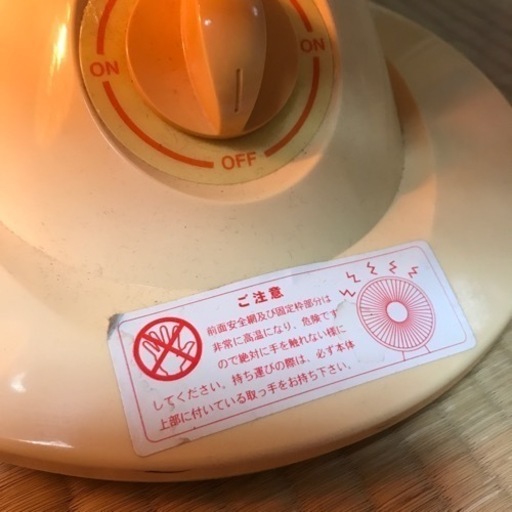 ON
ON
OFF
ご注意
前面安全網及び固定枠部分は
非常に高温になり、危険です
ので絶対に手を触れない様に
してください。持ち運びの際は、必ず本体
上部に付いている取っ手をお持ち下さい。